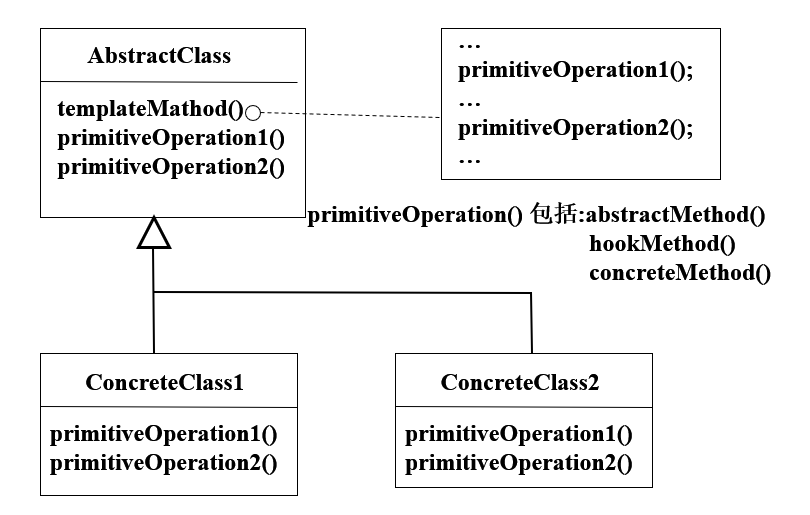 AbstractClass
templateMathod()
primitiveOperation1()
primitiveOperation2()
...
primitiveOperation1();
...
primitiveOperation2();
...
primitiveOperation() 包括:abstractMethod()
hookMethod()
concreteMethod()
ConcreteClass1
primitiveOperation1()
primitiveOperation2()
ConcreteClass2
primitiveOperation1()
primitiveOperation2()